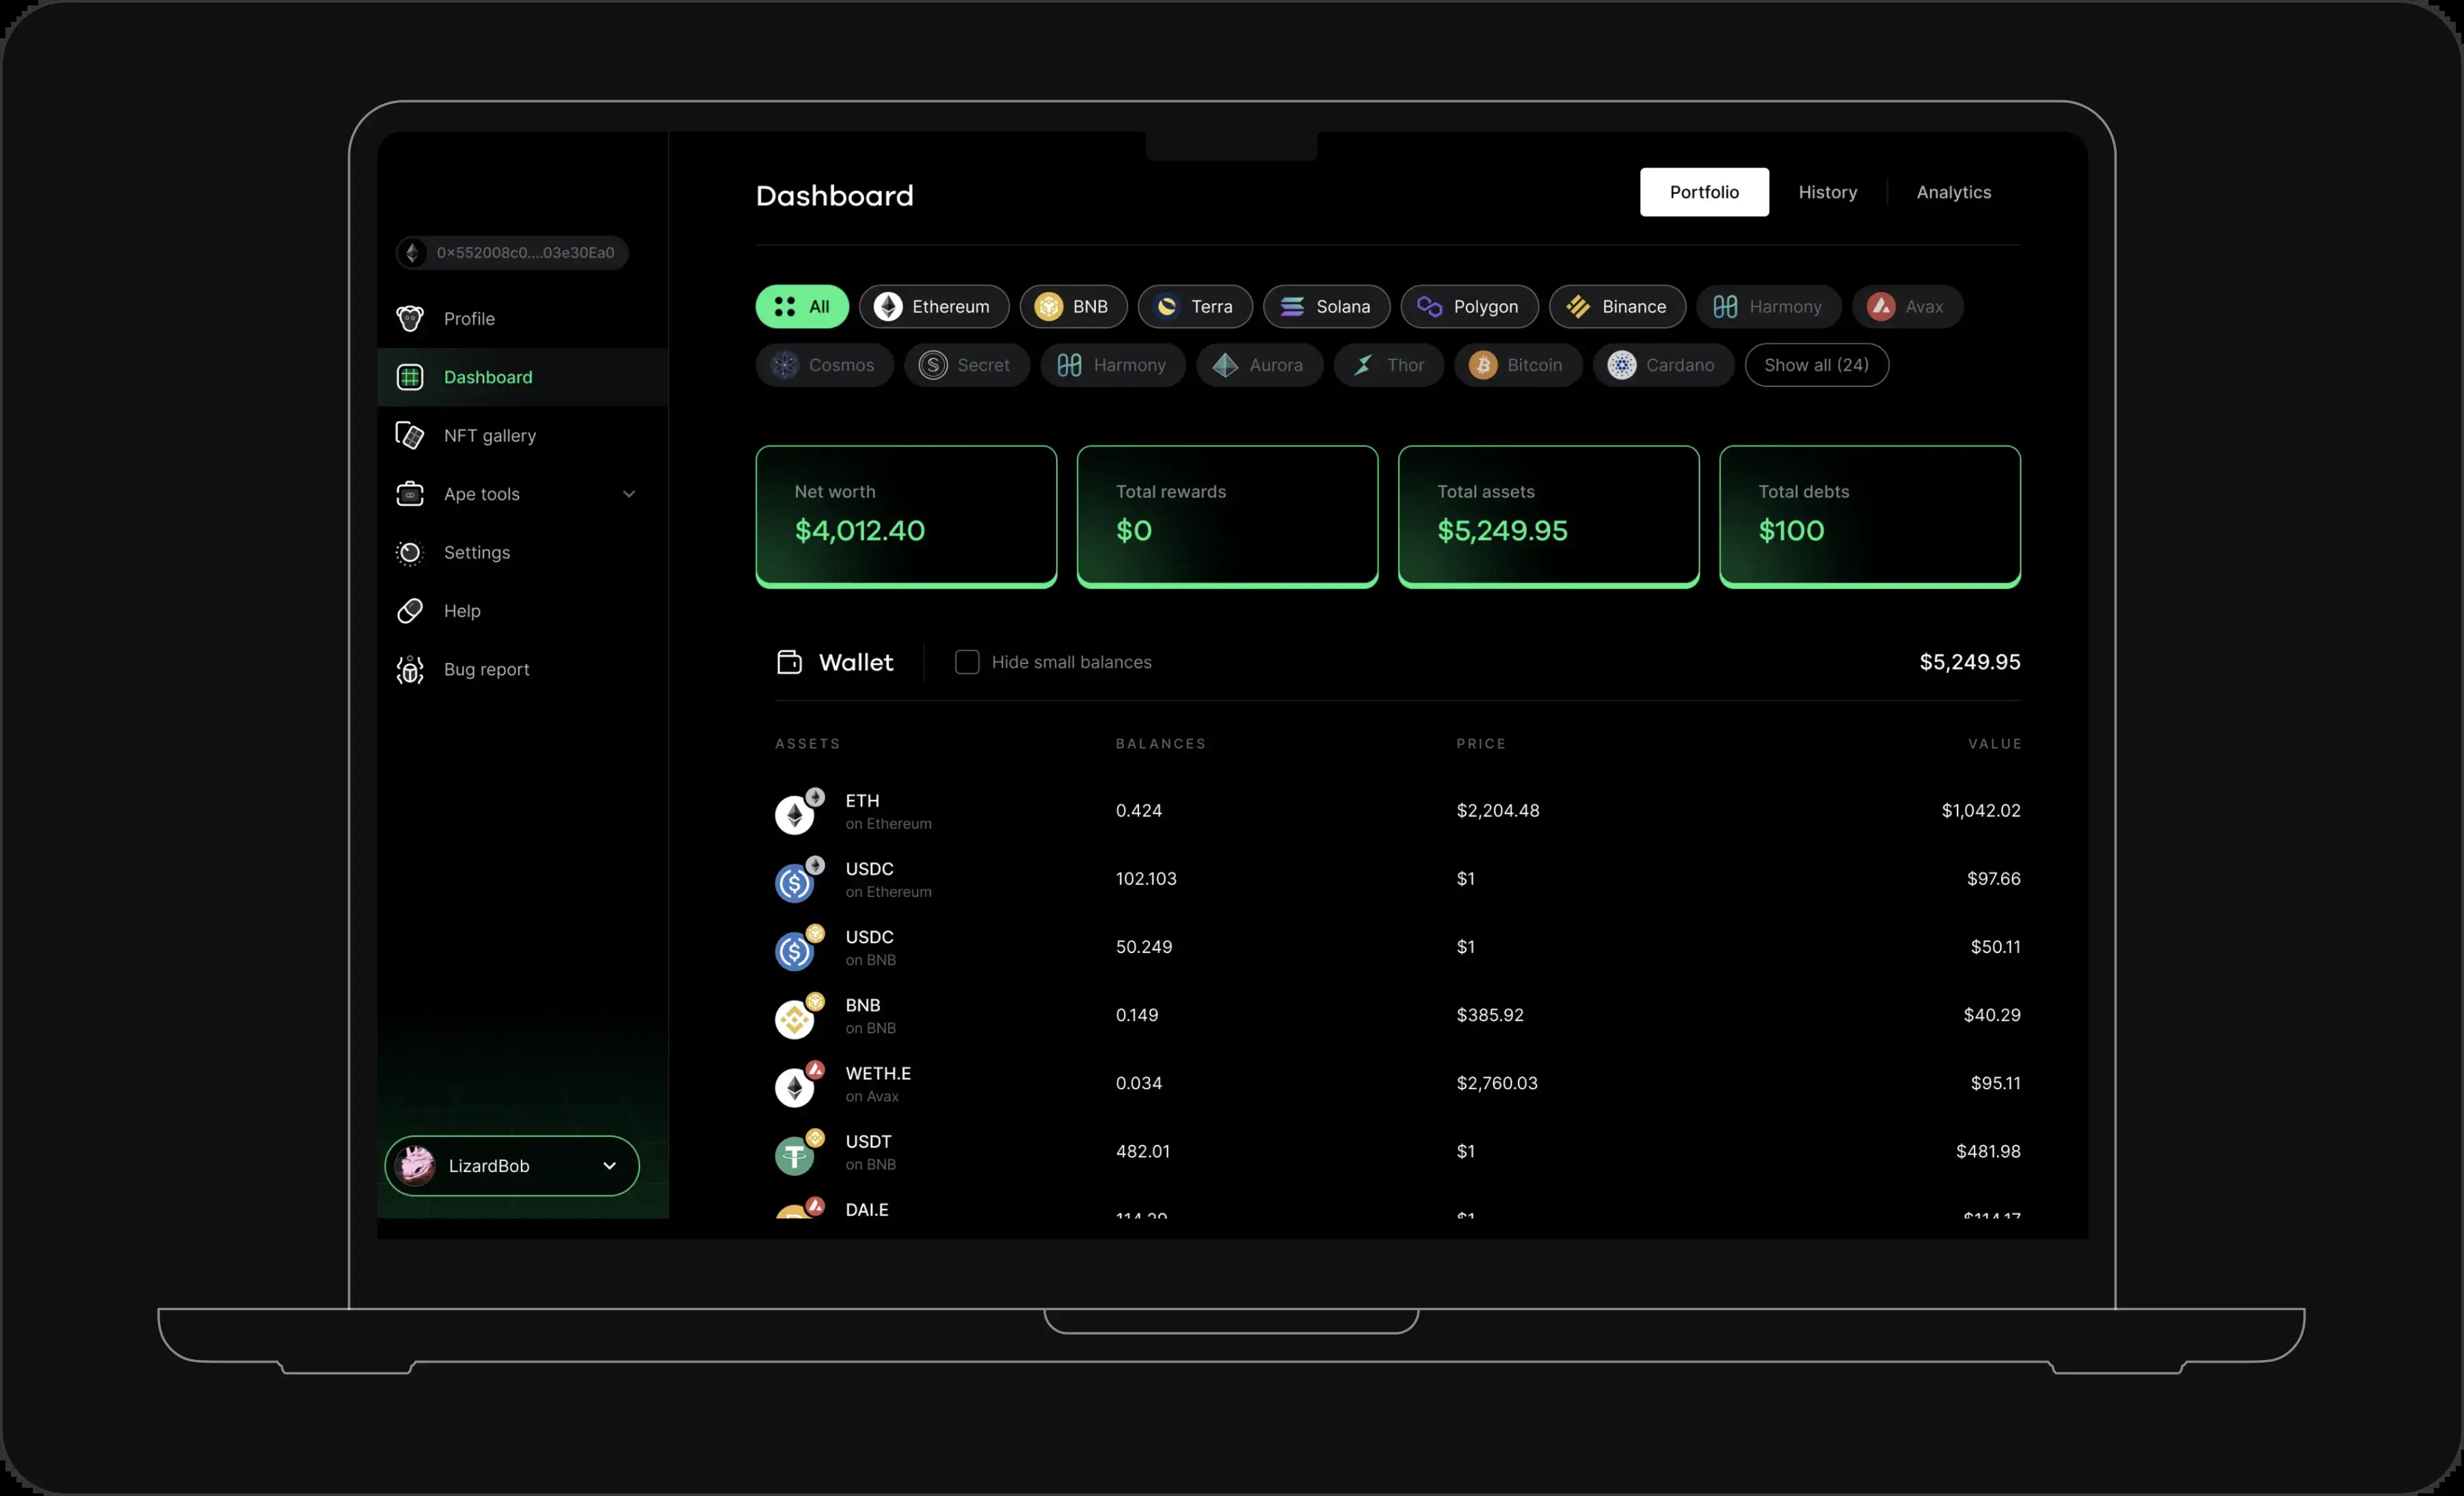 Dashboard
Portfolio
History
Analytics
0×552008c0....03e30Ea0
Profile
Dashboard
NFT gallery
Ape tools
Settings
Help
Bug report
LizardBob
All Ethereum BNB Terra Solana Polygon Binance Harmony Avax
Cosmos Secret Harmony Aurora Thor Bitcoin Cardano Show all (24)
Net worth
$4,012.40
Total rewards
$0
Total assets
$5,249.95
Total debts
$100
Wallet Hide small balances $5,249.95
ASSETS BALANCES PRICE VALUE
ETH
on Ethereum
0.424 $2,204.48 $1,042.02
USDC
on Ethereum
102.103 $1 $97.66
USDC
on BNB
50.249 $1 $50.11
BNB
on BNB
0.149 $385.92 $40.29
WETH.E
on Avax
0.034 $2,760.03 $95.11
USDT
on BNB
482.01 $1 $481.98
DAI.E
$1